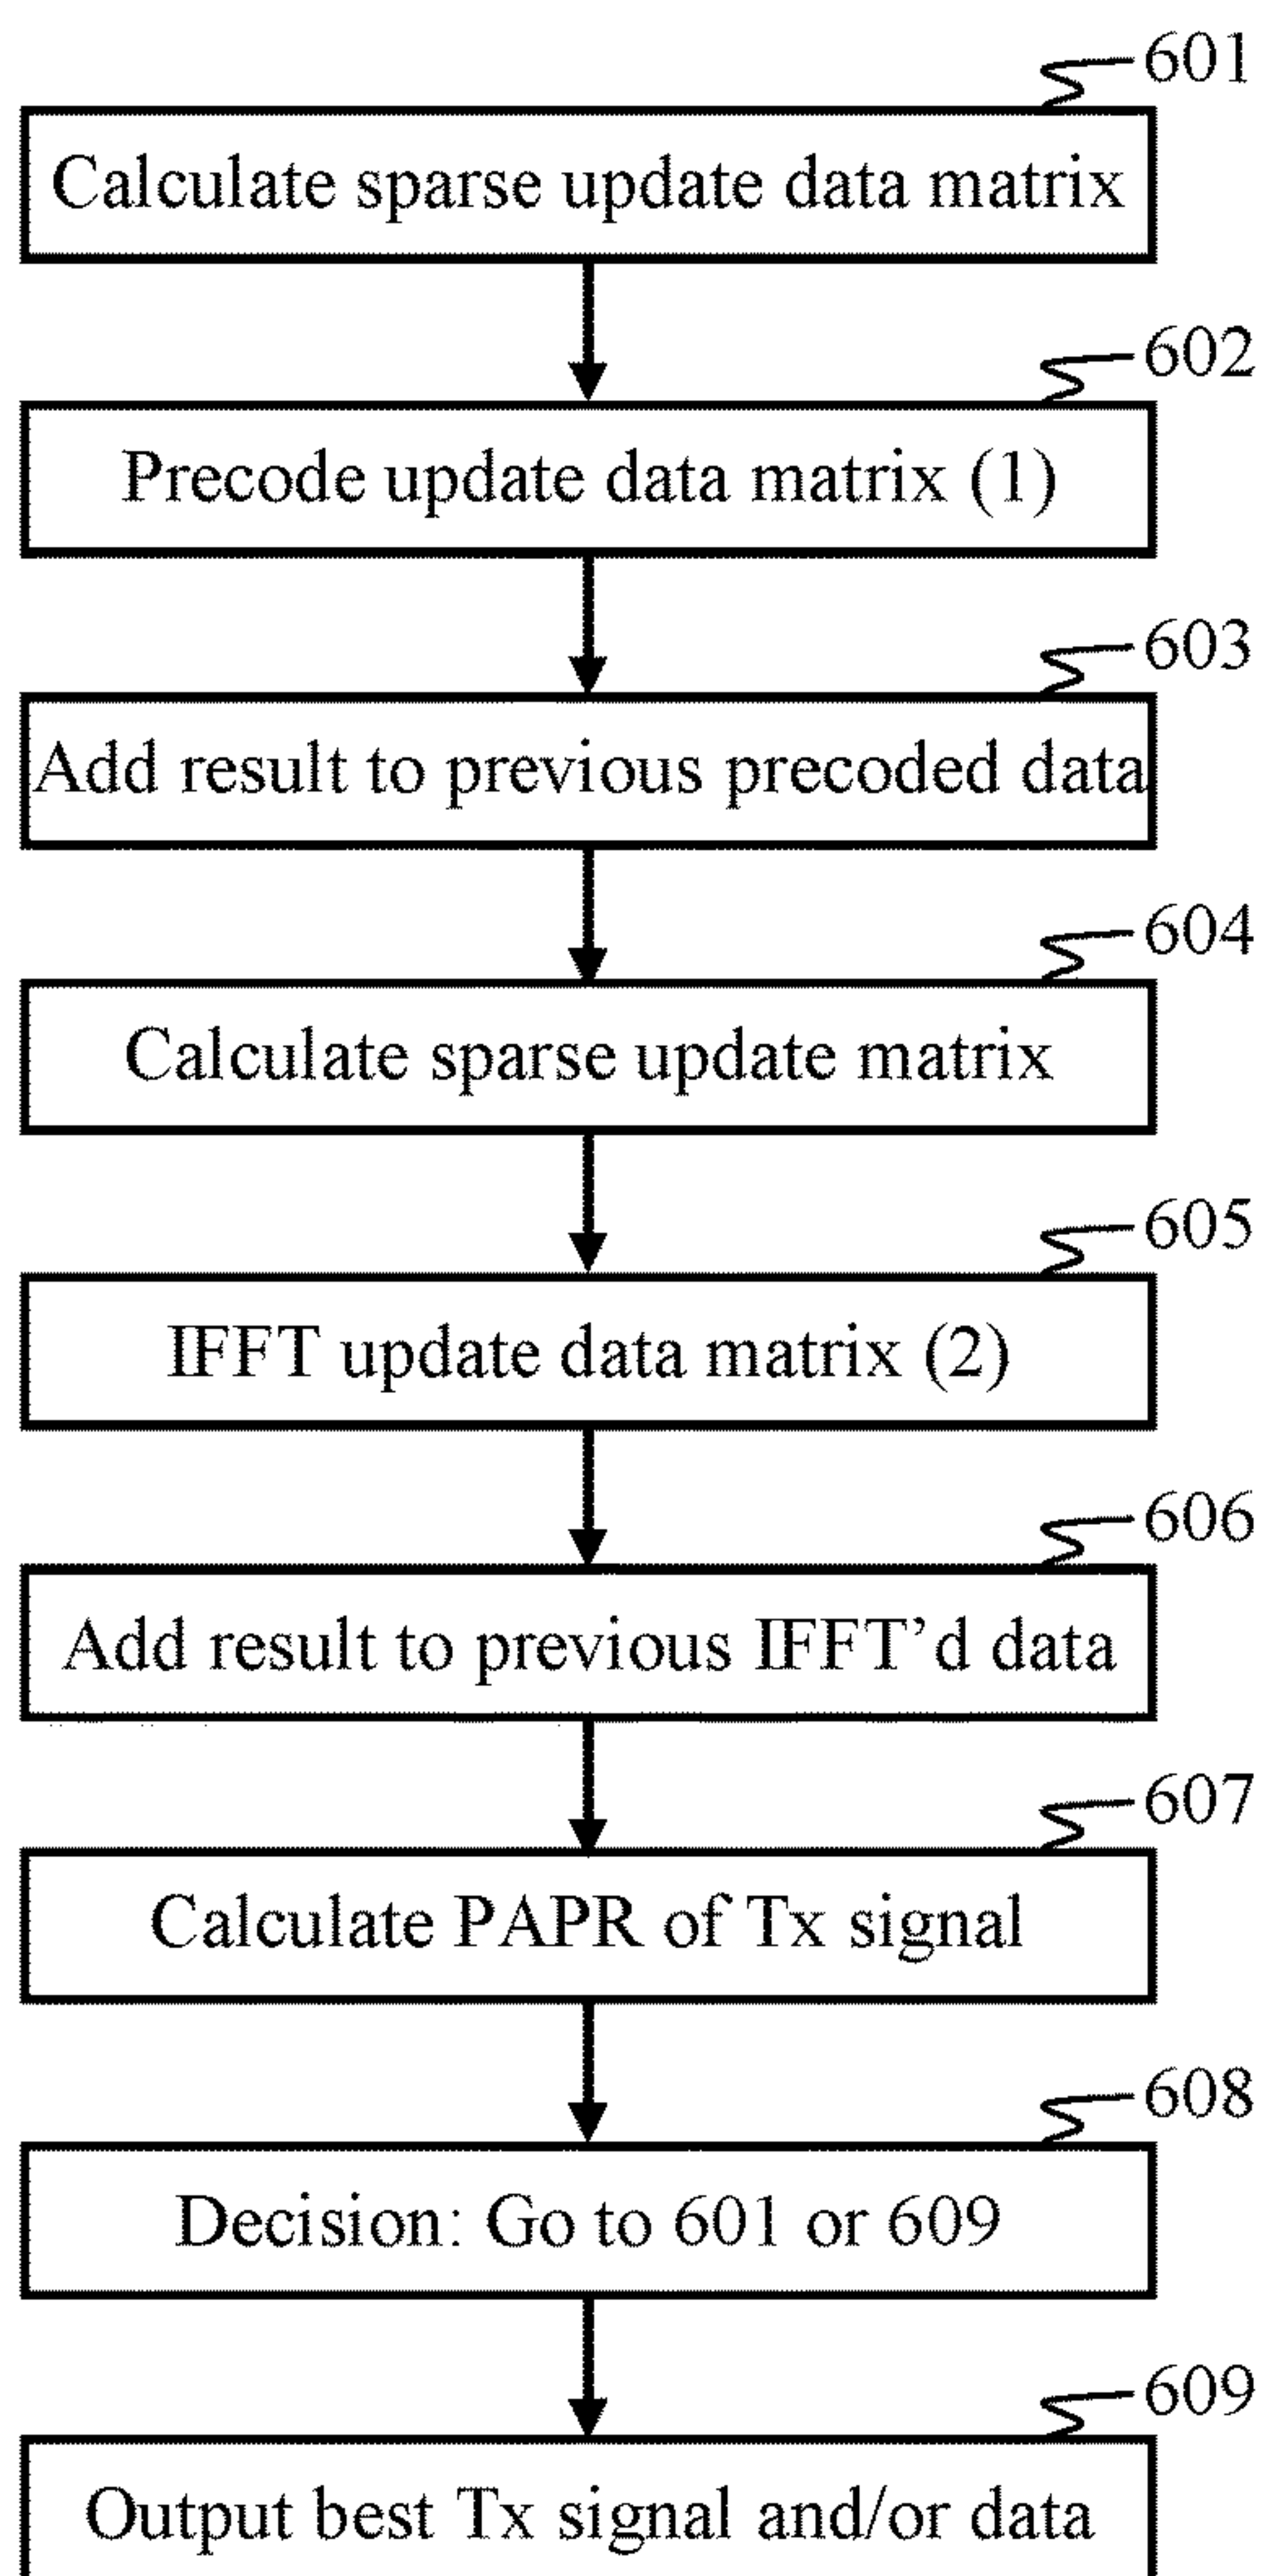 601
Calculate sparse update data matrix
602
Precode update data matrix (1)
603
Add result to previous precoded data
604
Calculate sparse update matrix
605
IFFT update data matrix (2)
606
Add result to previous IFFT’d data
607
Calculate PAPR of Tx signal
608
Decision: Go to 601 or 609
609
Output best Tx signal and/or data